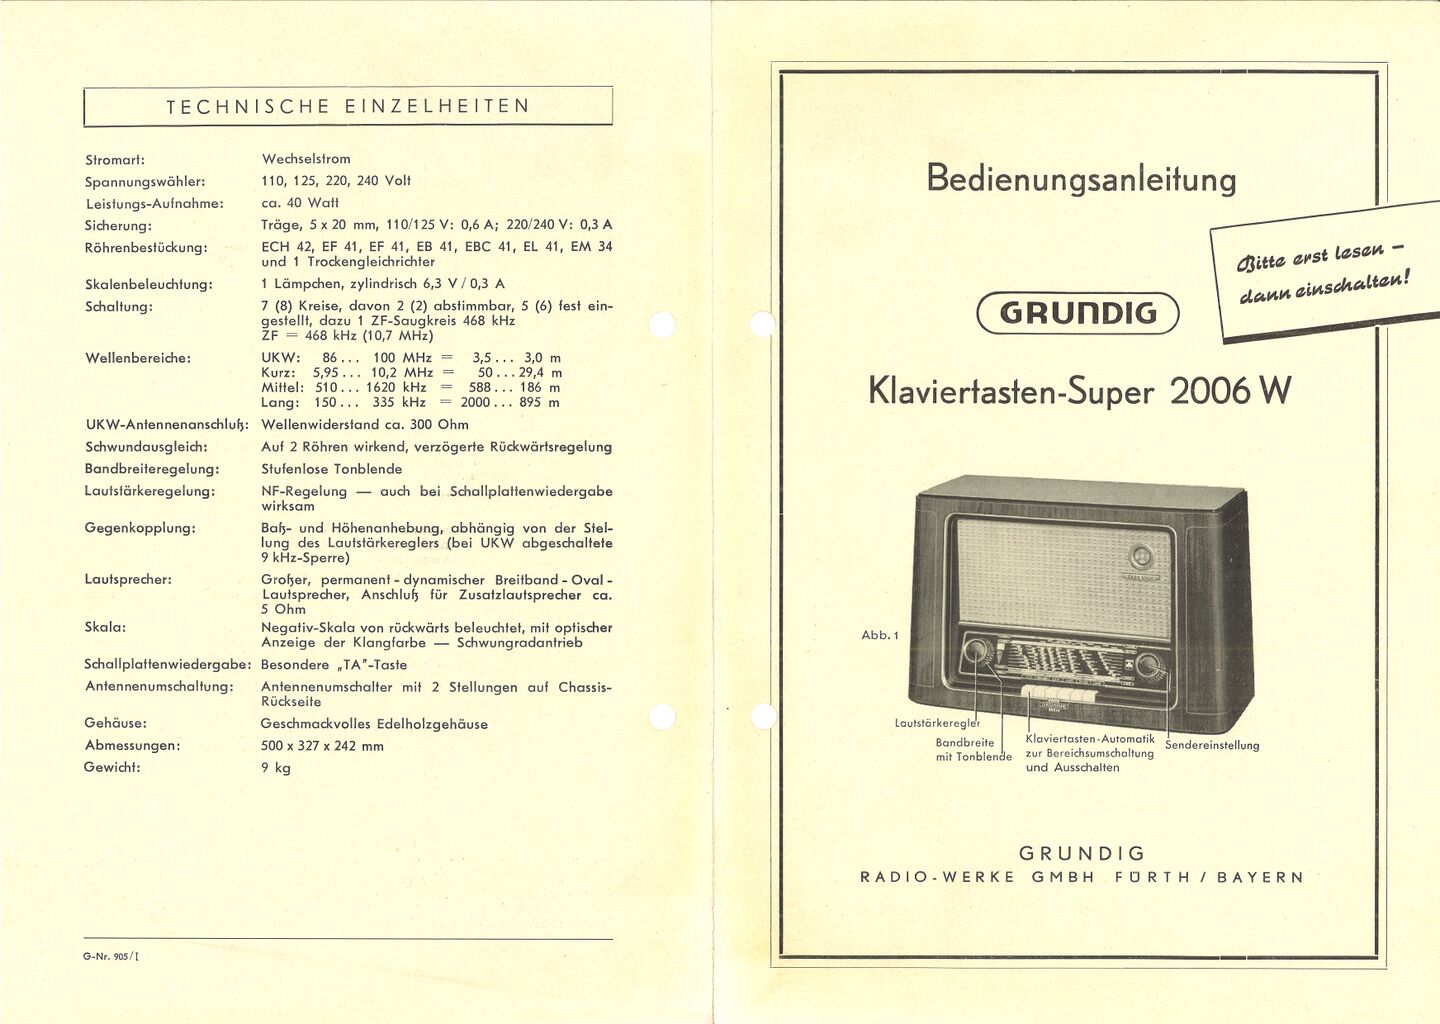 TECHNISCHE EINZELHEITEN
Stromart: Wechselstrom
Spannungswähler: 110, 125, 220, 240 Volt
Leistungs-Aufnahme: ca. 40 Watt
Sicherung: Träge, 5 x 20 mm, 110/125 V: 0,6 A; 220/240 V: 0,3 A
Röhrenbestückung: ECH 42, EF 41, EF 41, EB 41, EBC 41, EL 41, EM 34
und 1 Trockengleichrichter
Skalenbeleuchtung: 1 Lämpchen, zylindrisch 6,3 V / 0,3 A
Schaltung: 7 (8) Kreise, davon 2 (2) abstimmbar, 5 (6) fest ein-
gestellt, dazu 1 ZF-Saugkreis 468 kHz
ZF = 468 kHz (10,7 MHz)
Wellenbereiche: UKW: 86 ... 100 MHz = 3,5 ... 3,0 m
Kurz: 5,95 ... 10,2 MHz = 50 ... 29,4 m
Mittel: 510 ... 1620 kHz = 588 ... 186 m
Lang: 150 ... 335 kHz = 2000 ... 895 m
UKW-Antennenanschluß: Wellenwiderstand ca. 300 Ohm
Schwundausgleich: Auf 2 Röhren wirkend, verzögerte Rückwärtsregelung
Bandbreiteregelung: Stufenlose Tonblende
Lautstärkeregelung: NF-Regelung — auch bei Schallplattenwiedergabe
wirksam
Gegenkopplung: Baß- und Höhenanhebung, abhängig von der Stel-
lung des Lautstärkereglers (bei UKW abgeschaltete
9 kHz-Sperre)
Lautsprecher: Großer, permanent - dynamischer Breitband - Oval -
Lautsprecher, Anschluß für Zusatzlautsprecher ca.
5 Ohm
Skala: Negativ-Skala von rückwärts beleuchtet, mit optischer
Anzeige der Klangfarbe — Schwungradantrieb
Schallplattenwiedergabe: Besondere „TA"-Taste
Antennenumschaltung: Antennenumschalter mit 2 Stellungen auf Chassis-
Rückseite
Gehäuse: Geschmackvolles Edelholzgehäuse
Abmessungen: 500 x 327 x 242 mm
Gewicht: 9 kg
G-Nr. 905/I
Bedienungsanleitung
Bitte erst lesen –
dann einschalten!
GRUNDIG
Klaviertasten-Super 2006 W
Abb. 1
GRUNDIG
Lautstärkeregler
Bandbreite
mit Tonblende
Klaviertasten-Automatik
zur Bereichsumschaltung
und Ausschalten
Sendereinstellung
GRUNDIG
RADIO-WERKE GMBH FÜRTH / BAYERN